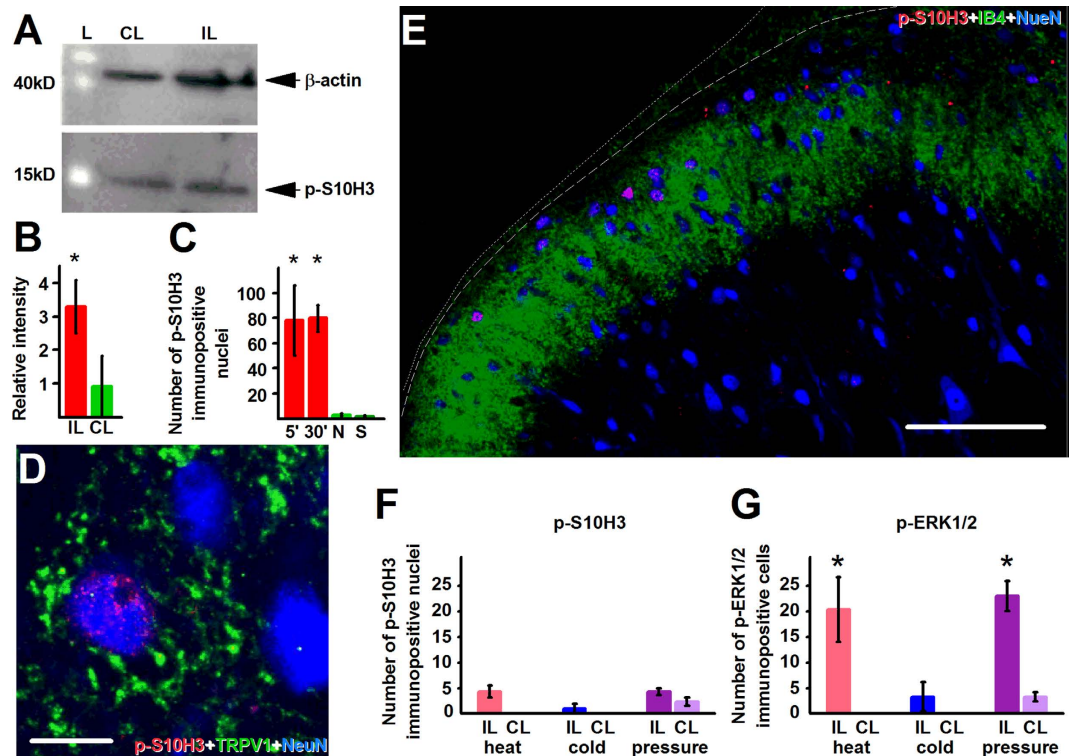 A
L CL IL
40kD
β-actin
15kD
p-S10H3
B
Relative intensity
*
4
3
2
1
IL CL
C
Number of p-S10H3
immunopositive
nuclei
* *
100
80
60
40
20
5' 30' N S
D
p-S10H3+TRPV1+NeuN
E
p-S10H3+IB4+NueN
F
p-S10H3
Number of p-S10H3
immunopositive nuclei
25
20
15
10
5
0
IL CL IL CL IL CL
heat cold pressure
G
p-ERK1/2
Number of p-ERK1/2
immunopositive cells
* *
25
20
15
10
5
0
IL CL IL CL IL CL
heat cold pressure